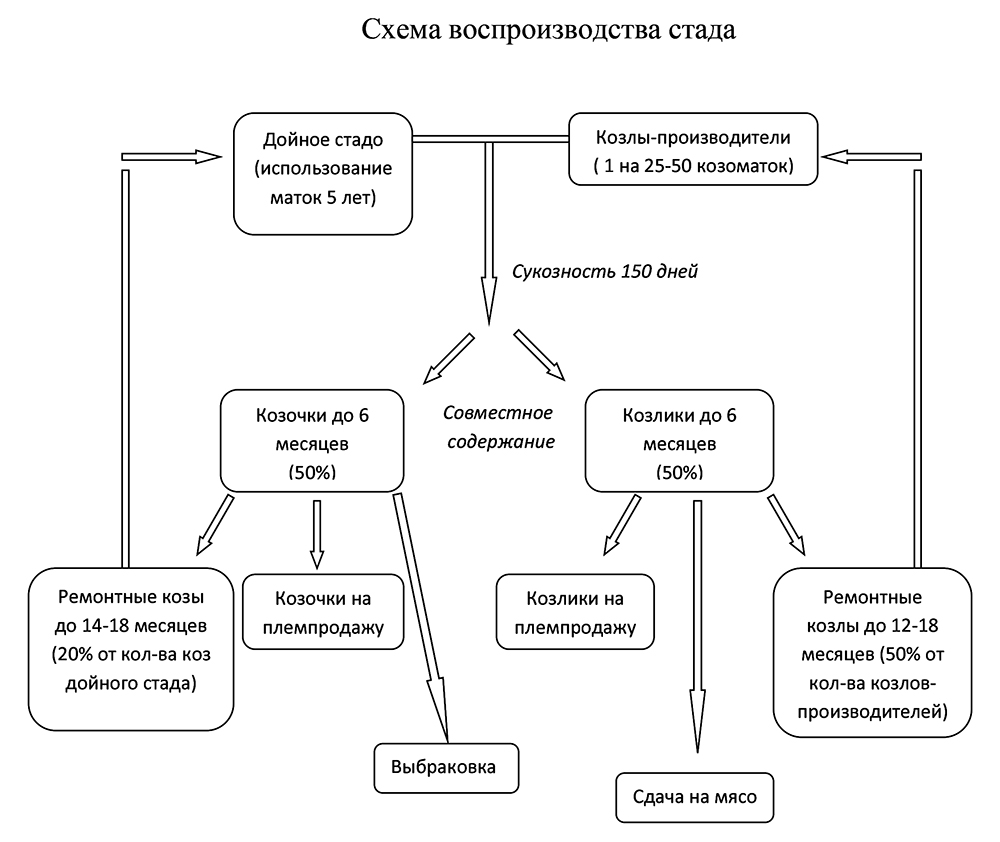 Схема воспроизводства стада
Дойное стадо
(использование
маток 5 лет)
Козлы-производители
( 1 на 25-50 козоматок)
Сукозность 150 дней
Козочки до 6
месяцев
(50%)
Совместное
содержание
Козлики до 6
месяцев
(50%)
Ремонтные козы
до 14-18 месяцев
(20% от кол-ва коз
дойного стада)
Козочки на
племпродажу
Козлики на
племпродажу
Ремонтные
козлы до 12-18
месяцев (50% от
кол-ва козлов-
производителей)
Выбраковка
Сдача на мясо